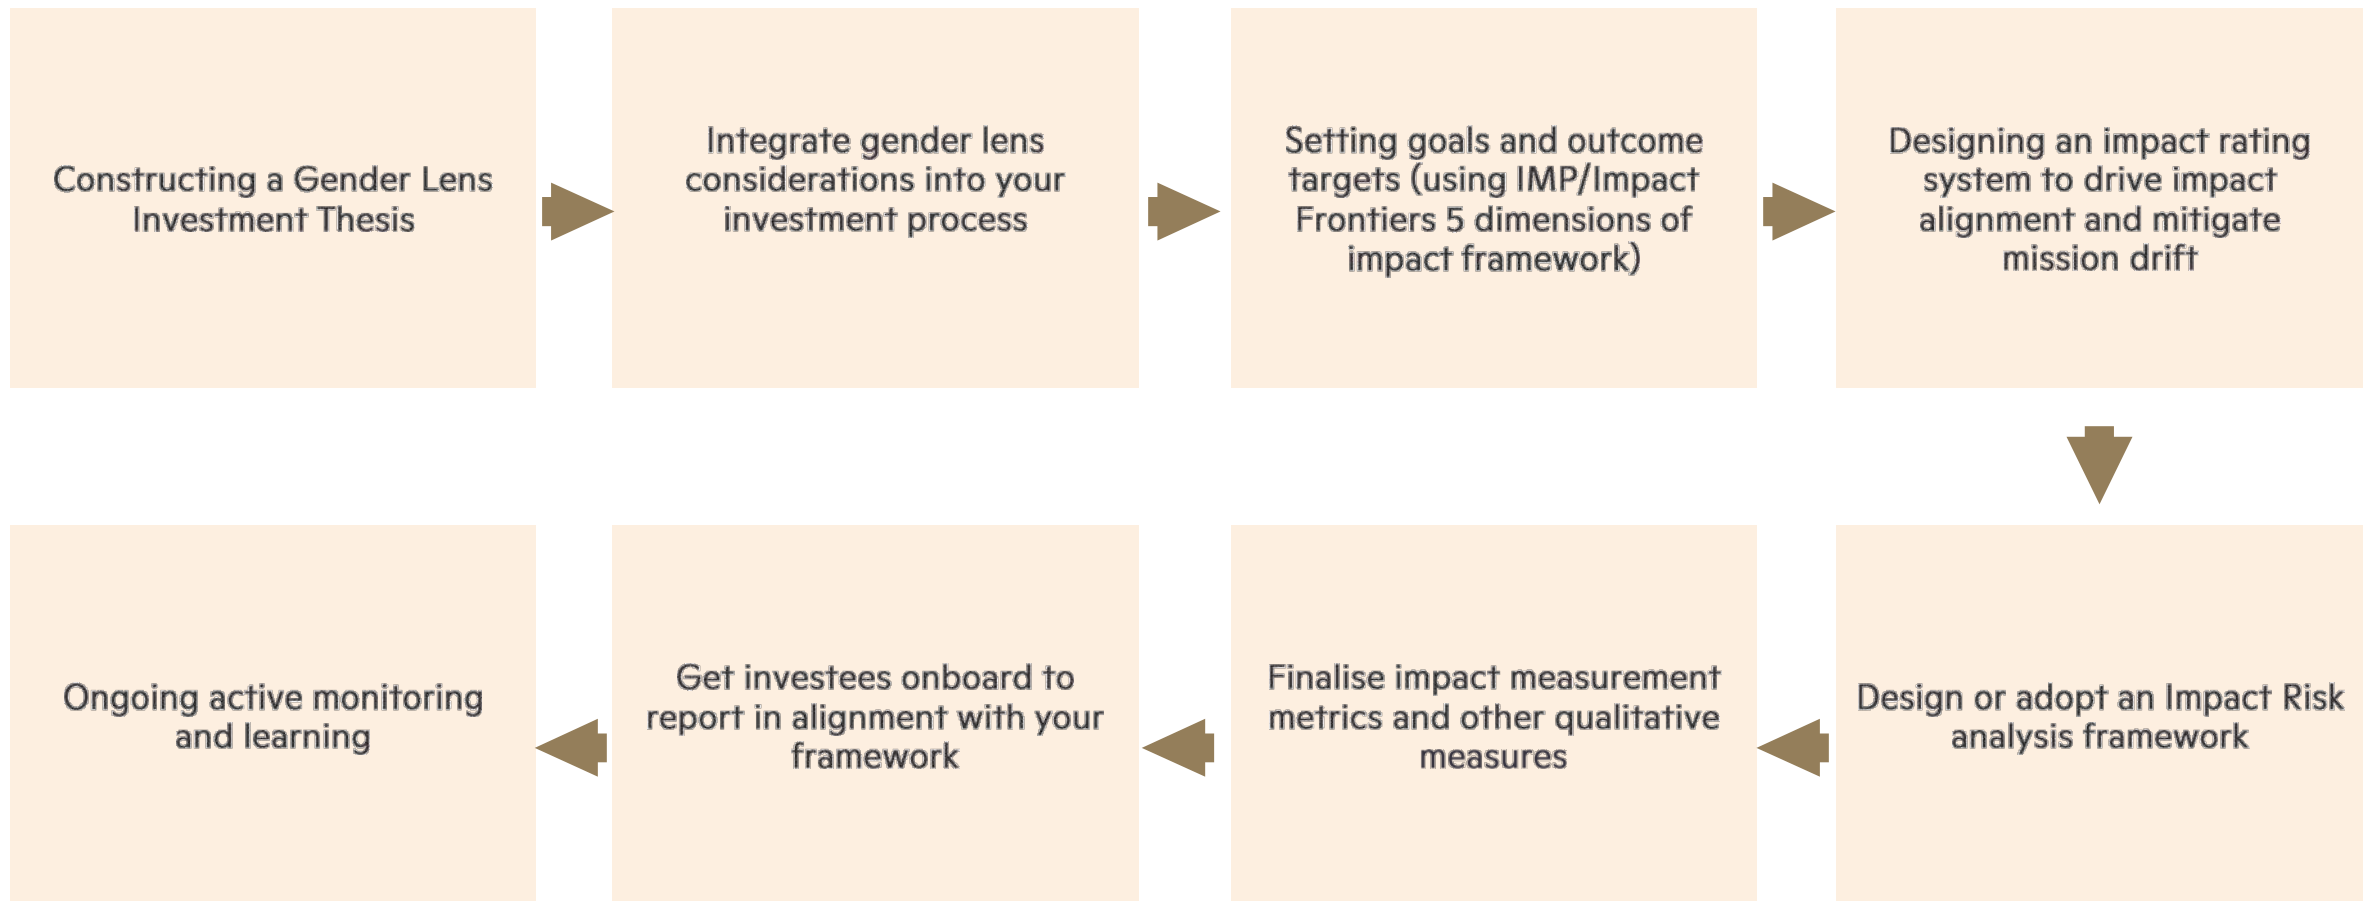 Constructing a Gender Lens
Investment Thesis
Integrate gender lens
considerations into your
investment process
Setting goals and outcome
targets (using IMP/Impact
Frontiers 5 dimensions of
impact framework)
Designing an impact rating
system to drive impact
alignment and mitigate
mission drift
Design or adopt an Impact Risk
analysis framework
Finalise impact measurement
metrics and other qualitative
measures
Get investees onboard to
report in alignment with your
framework
Ongoing active monitoring
and learning